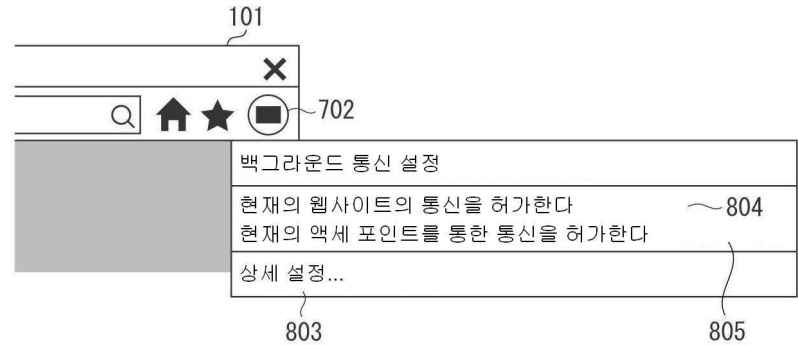 101
702
백그라운드 통신 설정
현재의 웹사이트의 통신을 허가한다
804
현재의 액세 포인트를 통한 통신을 허가한다
상세 설정...
803
805